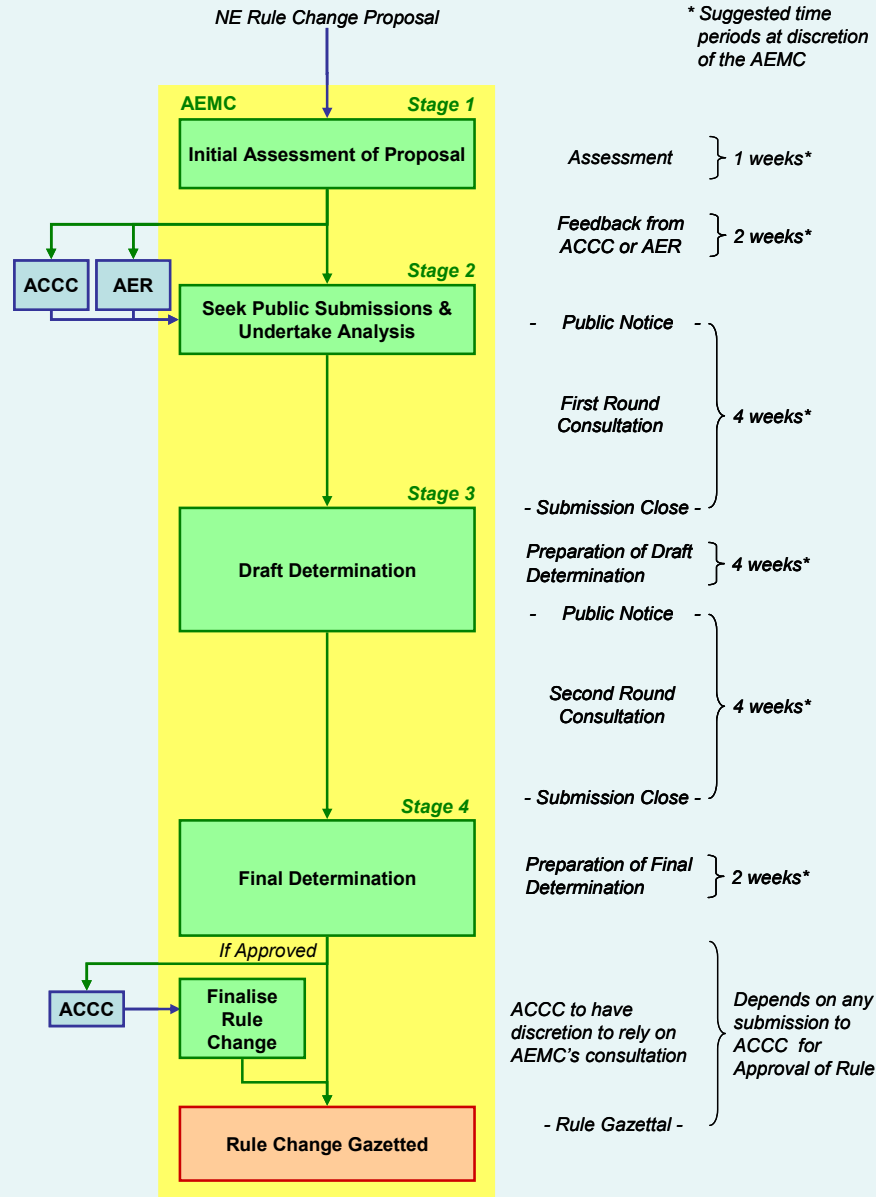 NE Rule Change Proposal
* Suggested time
periods at discretion
of the AEMC
AEMC
Stage 1
Initial Assessment of Proposal
Assessment
1 weeks*
Feedback from
ACCC or AER
2 weeks*
ACCC
AER
Stage 2
Seek Public Submissions &
Undertake Analysis
- Public Notice -
First Round
Consultation
4 weeks*
- Submission Close -
Stage 3
Draft Determination
Preparation of Draft
Determination
4 weeks*
- Public Notice -
Second Round
Consultation
4 weeks*
- Submission Close -
Stage 4
Final Determination
Preparation of Final
Determination
2 weeks*
If Approved
ACCC
Finalise
Rule
Change
ACCC to have
discretion to rely on
AEMC's consultation
Depends on any
submission to
ACCC for
Approval of Rule
- Rule Gazettal -
Rule Change Gazetted